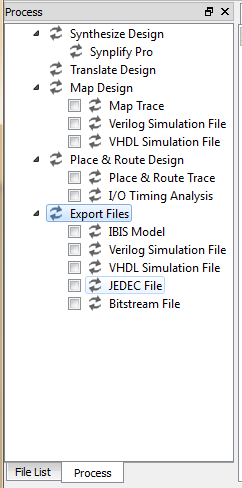 Process
Synthesize Design
Synplify Pro
Translate Design
Map Design
Map Trace
Verilog Simulation File
VHDL Simulation File
Place & Route Design
Place & Route Trace
I/O Timing Analysis
Export Files
IBIS Model
Verilog Simulation File
VHDL Simulation File
JEDEC File
Bitstream File
File List Process